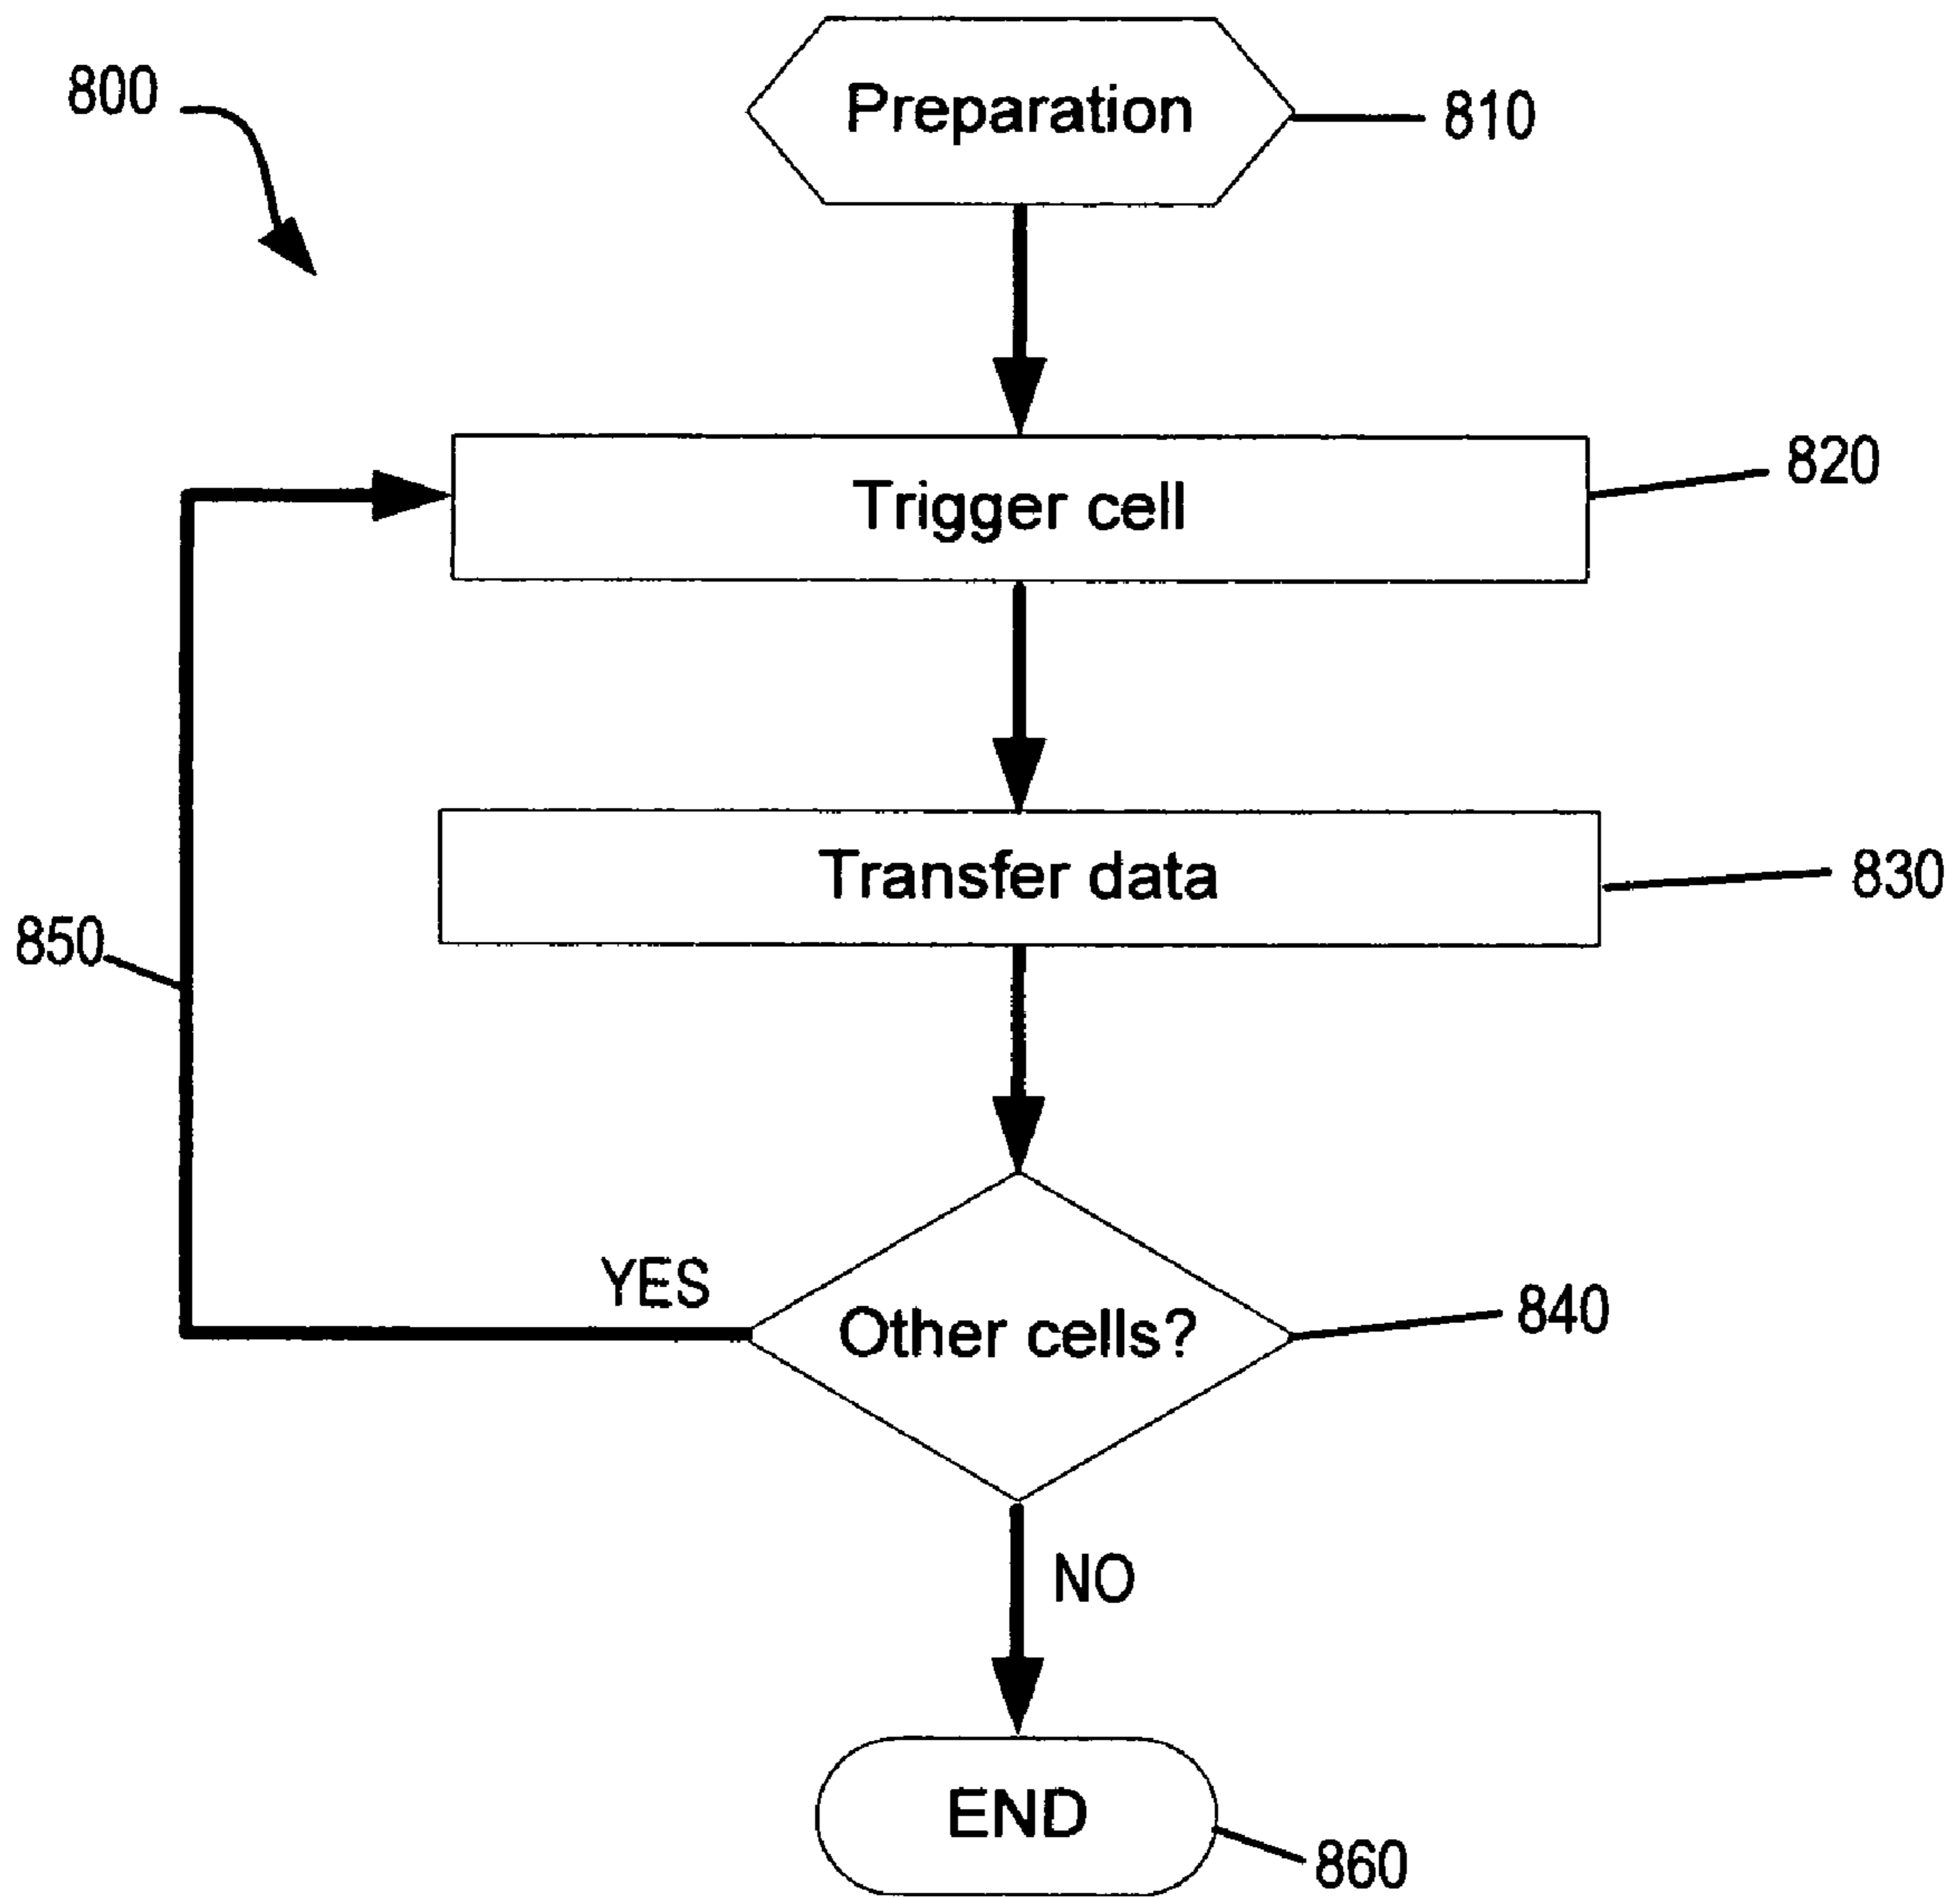 800
Preparation
810
Trigger cell
820
Transfer data
830
850
YES
Other cells?
840
NO
END
860